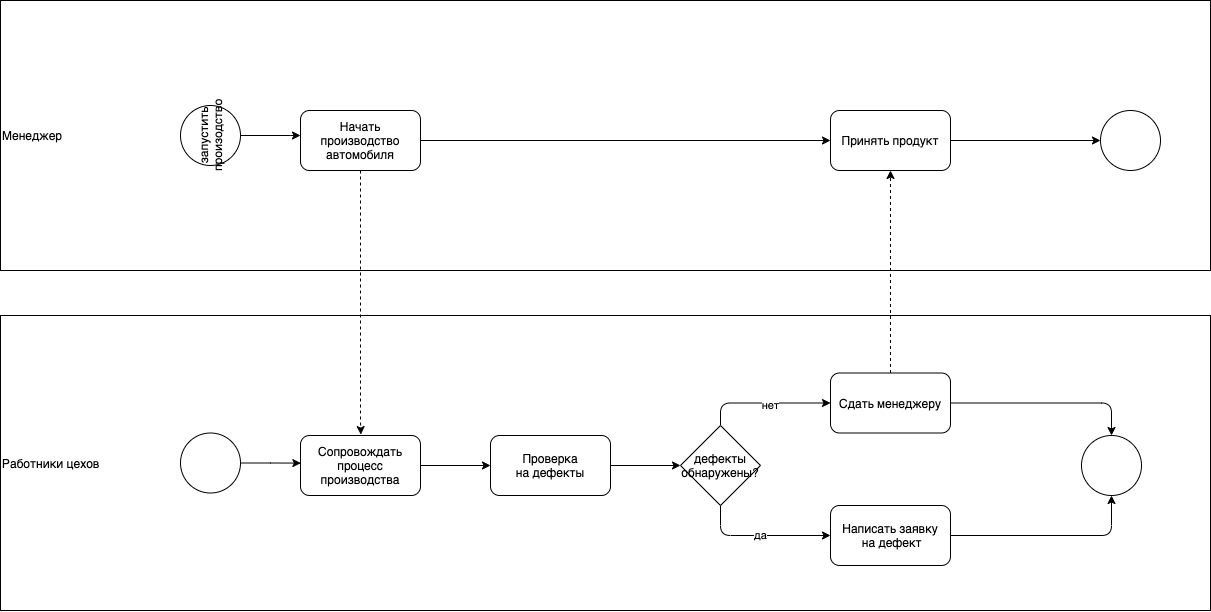 Менеджер
запустить
произодство
Начать
производство
автомобиля
Принять продукт
Работники цехов
Сопровождать
процесс
производства
Проверка
на дефекты
дефекты
обнаружены?
нет
Сдать менеджеру
да
Написать заявку
на дефект